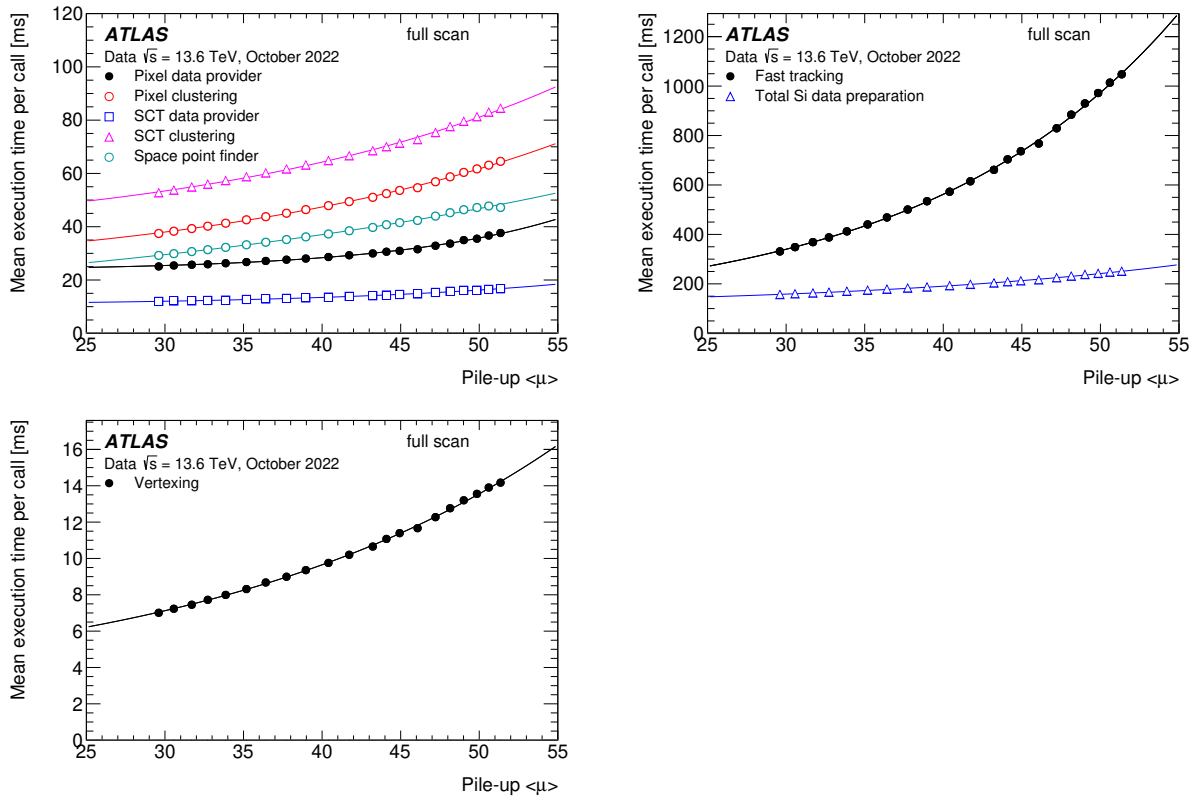 Mean execution time per call [ms]
ATLAS
full scan
Data √s = 13.6 TeV, October 2022
Pixel data provider
Pixel clustering
SCT data provider
SCT clustering
Space point finder
120
100
80
60
40
20
0
25 30 35 40 45 50 55
Pile-up <μ>
Mean execution time per call [ms]
ATLAS
full scan
Data √s = 13.6 TeV, October 2022
Fast tracking
Total Si data preparation
1200
1000
800
600
400
200
0
25 30 35 40 45 50 55
Pile-up <μ>
Mean execution time per call [ms]
ATLAS
full scan
Data √s = 13.6 TeV, October 2022
Vertexing
16
14
12
10
8
6
4
2
0
25 30 35 40 45 50 55
Pile-up <μ>